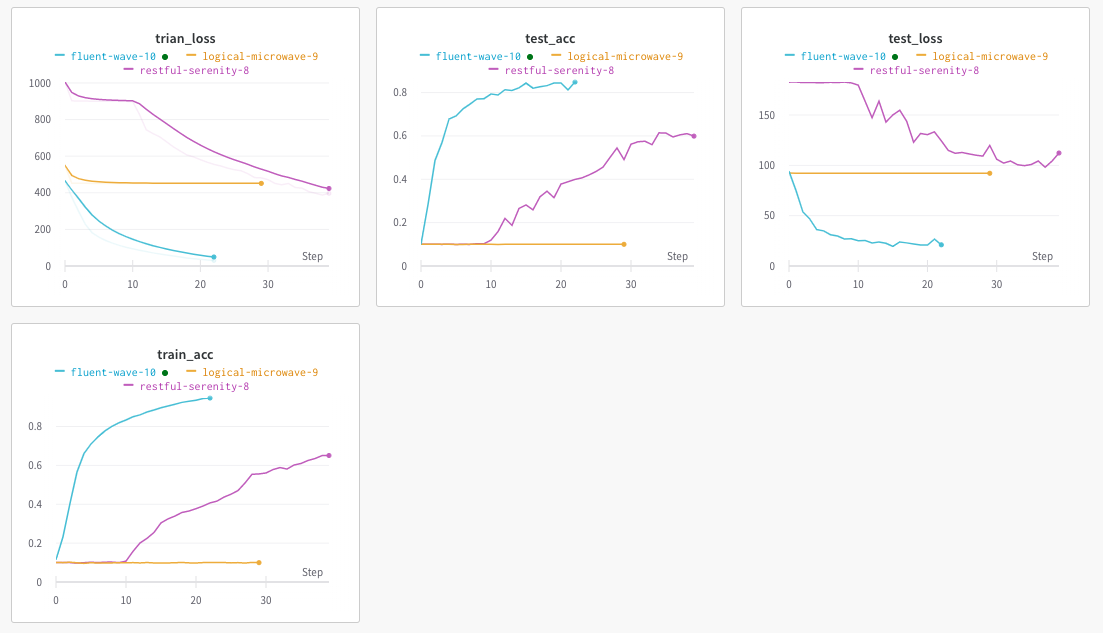 trian_loss
fluent-wave-10 logical-microwave-9
restful-serenity-8
1000
800
600
400
200
0
Step
0 10 20 30
test_acc
fluent-wave-10 logical-microwave-9
restful-serenity-8
0.8
0.6
0.4
0.2
0
Step
0 10 20 30
test_loss
fluent-wave-10 logical-microwave-9
restful-serenity-8
150
100
50
0
Step
0 10 20 30
train_acc
fluent-wave-10 logical-microwave-9
restful-serenity-8
0.8
0.6
0.4
0.2
0
Step
0 10 20 30